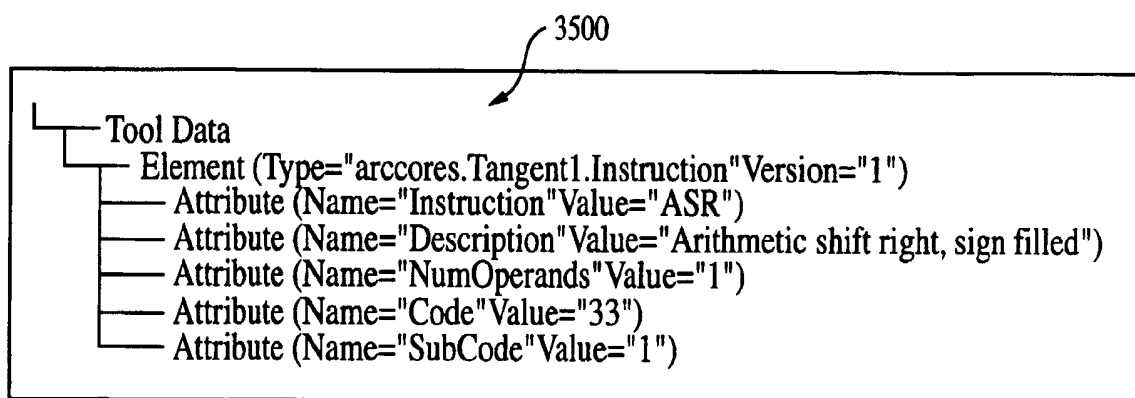 3500
Tool Data
Element (Type="arccores.Tangent1.Instruction"Version="1")
Attribute (Name="Instruction"Value="ASR")
Attribute (Name="Description"Value="Arithmetic shift right, sign filled")
Attribute (Name="NumOperands"Value="1")
Attribute (Name="Code"Value="33")
Attribute (Name="SubCode"Value="1")